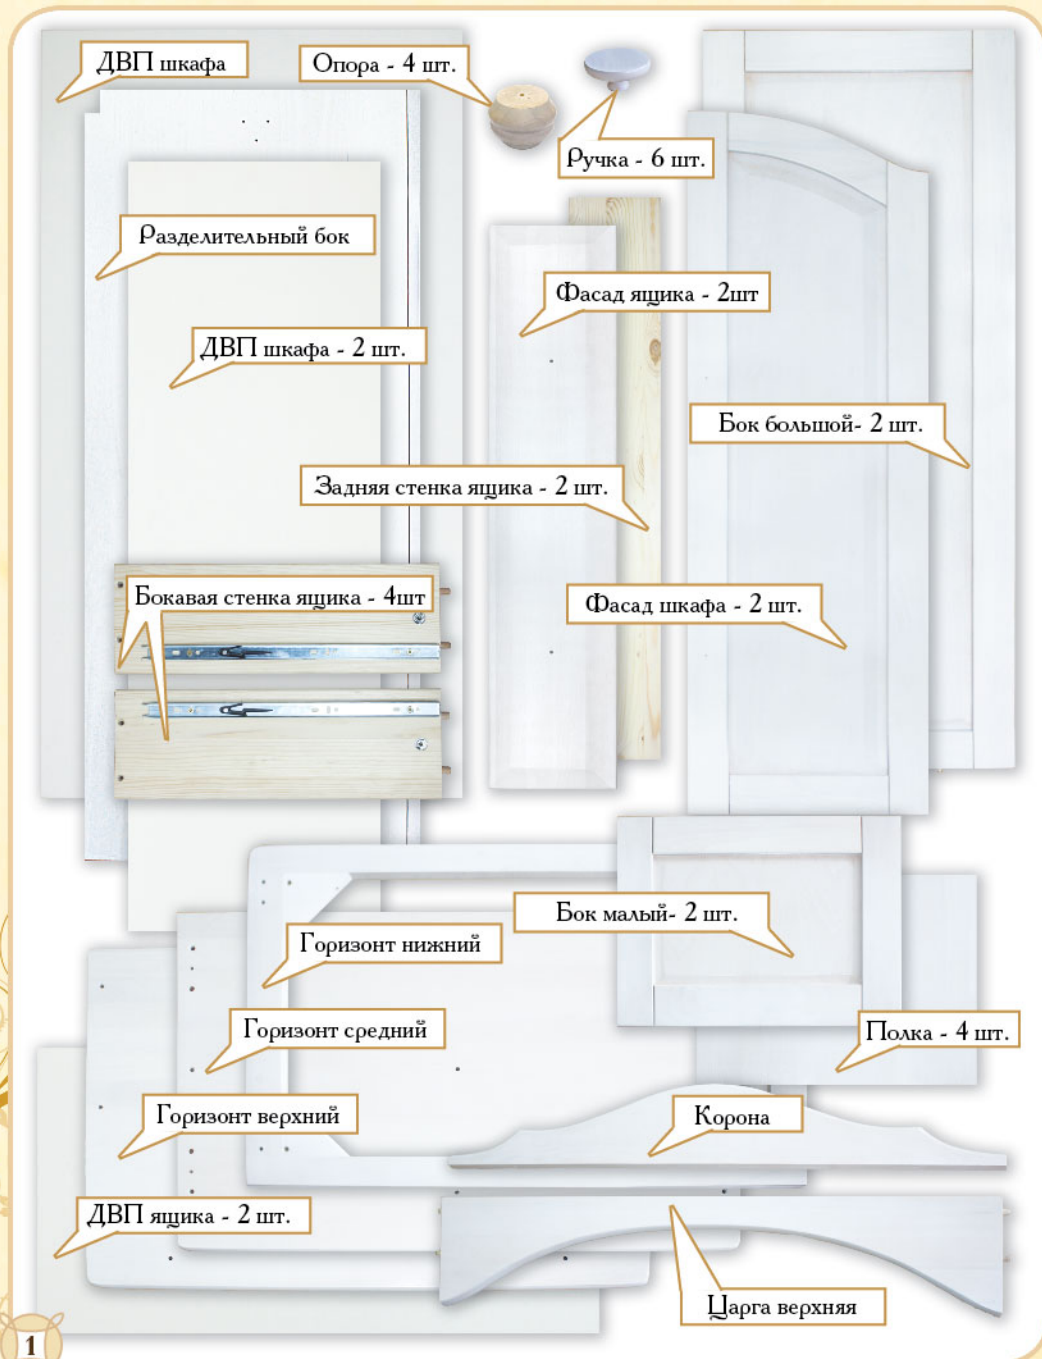 ДВП шкафа
Опора - 4 шт.
Ручка - 6 шт.
Разделительный бок
Фасад ящика - 2шт
ДВП шкафа - 2 шт.
Бок большой- 2 шт.
Задняя стенка ящика - 2 шт.
Бокавая стенка ящика - 4шт
Фасад шкафа - 2 шт.
Бок малый- 2 шт.
Горизонт нижний
Горизонт средний
Полка - 4 шт.
Горизонт верхний
Корона
ДВП ящика - 2 шт.
Царга верхняя
1